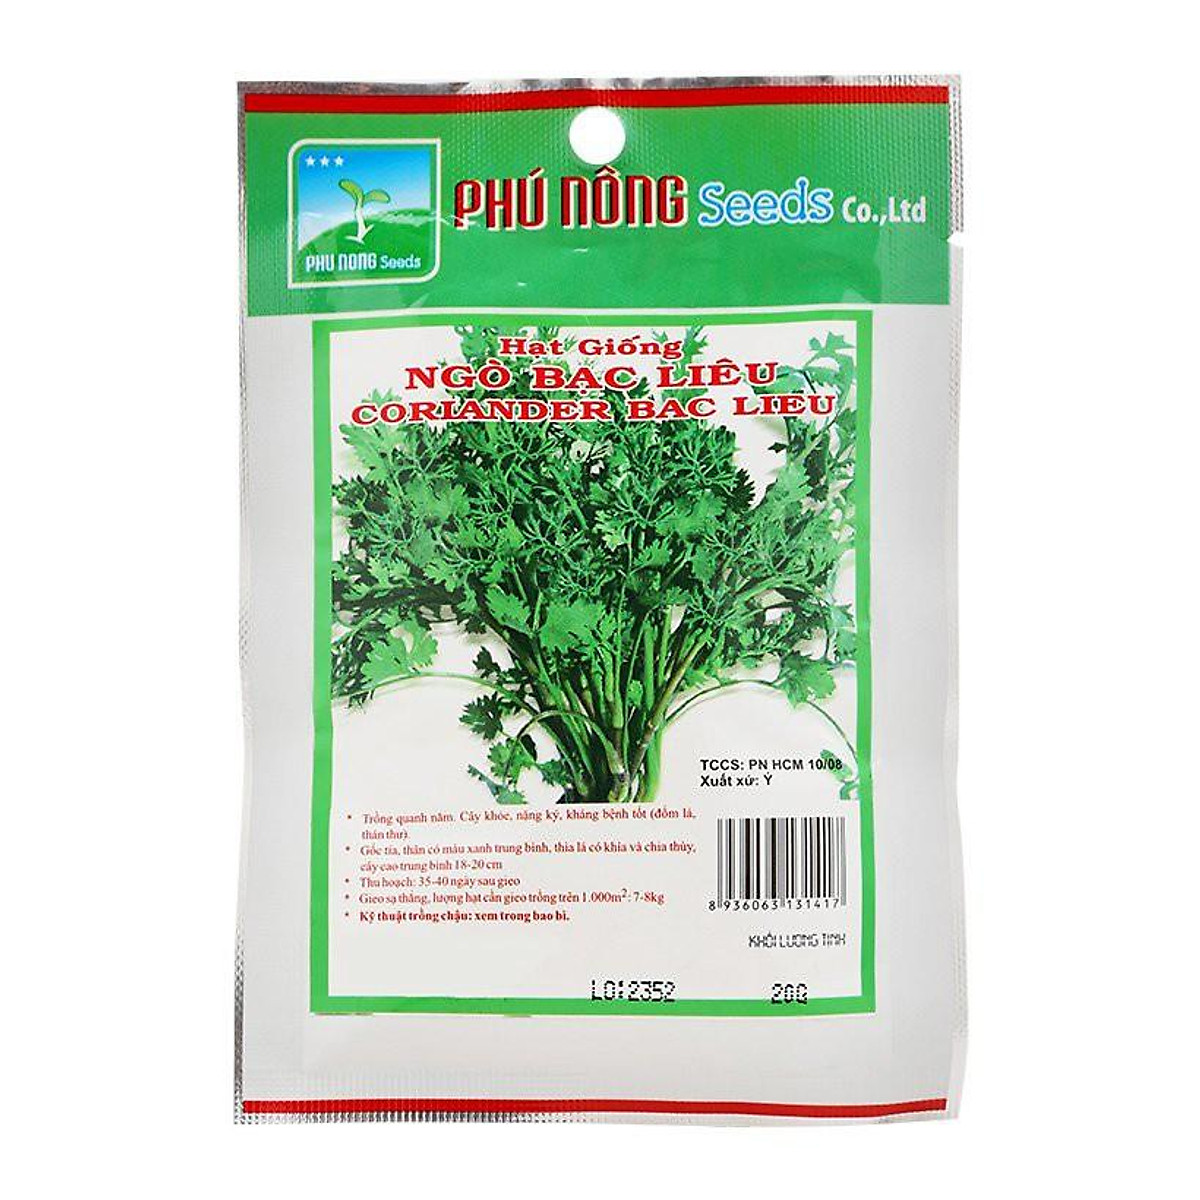 PHÚ NÔNG Seeds Co.,Ltd
PHU NONG Seeds
Hạt Giống
NGÒ BẠC LIÊU
CORIANDER BAC LIEU
TCCS: PN HCM 10/08
Xuất xứ: Ý
* Trồng quanh năm. Cây khỏe, nặng ký, kháng bệnh tốt (đốm lá,
thán thư).
* Gốc tía, thân có màu xanh trung bình, thìa lá có khía và chia thùy,
cây cao trung bình 18-20 cm
* Thu hoạch: 35-40 ngày sau gieo
* Gieo sạ thẳng, lượng hạt cần gieo trồng trên 1.000m²: 7-8kg
* Kỹ thuật trồng chậu: xem trong bao bì.
8 936063 131417
KHỐI LƯỢNG TỊNH
LO:2352 20G